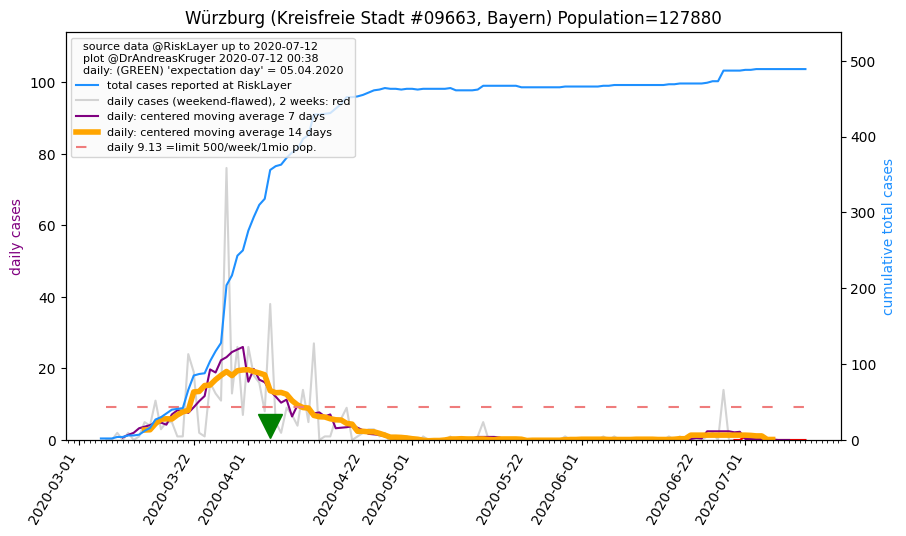 Würzburg (Kreisfreie Stadt #09663, Bayern) Population=127880
source data @RiskLayer up to 2020-07-12
plot @DrAndreasKruger 2020-07-12 00:38
daily: (GREEN) 'expectation day' = 05.04.2020
total cases reported at RiskLayer
daily cases (weekend-flawed), 2 weeks: red
daily: centered moving average 7 days
daily: centered moving average 14 days
daily 9.13 =limit 500/week/1mio pop.
daily cases
100
80
60
40
20
0
cumulative total cases
500
400
300
200
100
0
2020-03-01
2020-03-22
2020-04-01
2020-04-22
2020-05-01
2020-05-22
2020-06-01
2020-06-22
2020-07-01